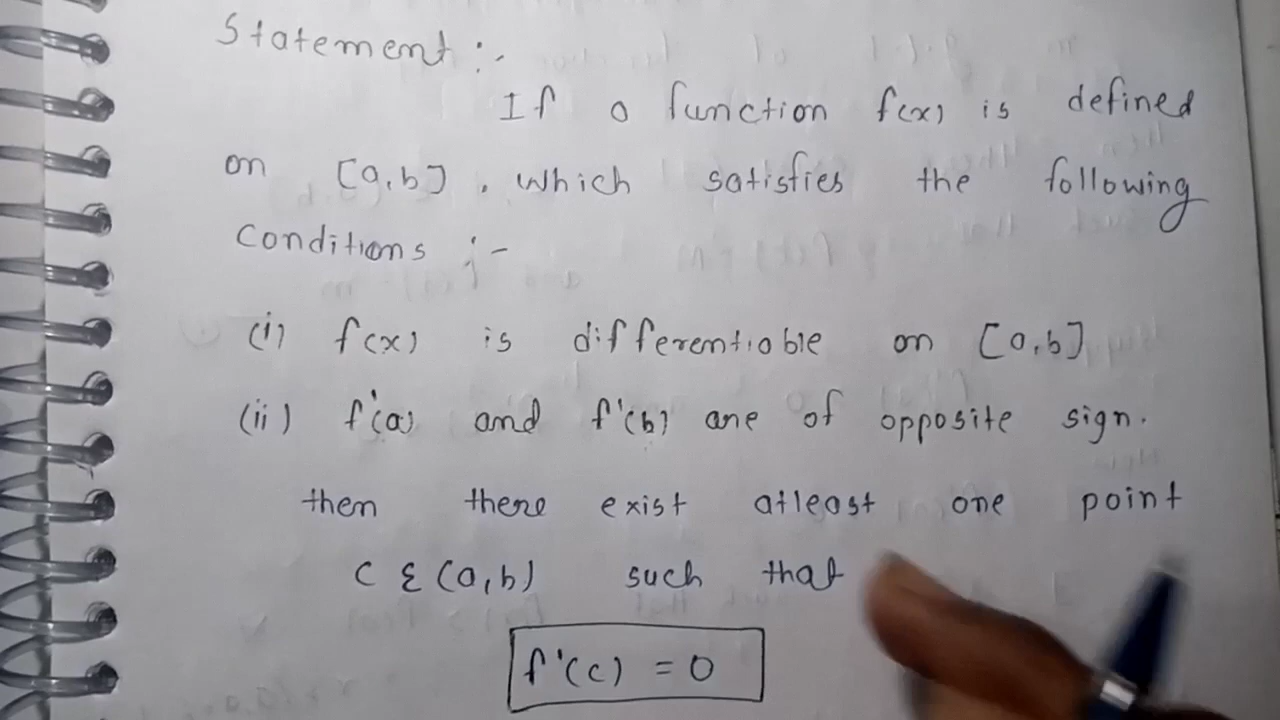 Statement :-
If a function f(x) is defined
on [a,b] . which satisfies the following
Conditions ;-
(i) f(x) is differentiable on [a,b]
(ii) f'(a) and f'(b) are of opposite sign.
then there exist atleast one point
C ε (a,b) such that
f'(c) = 0